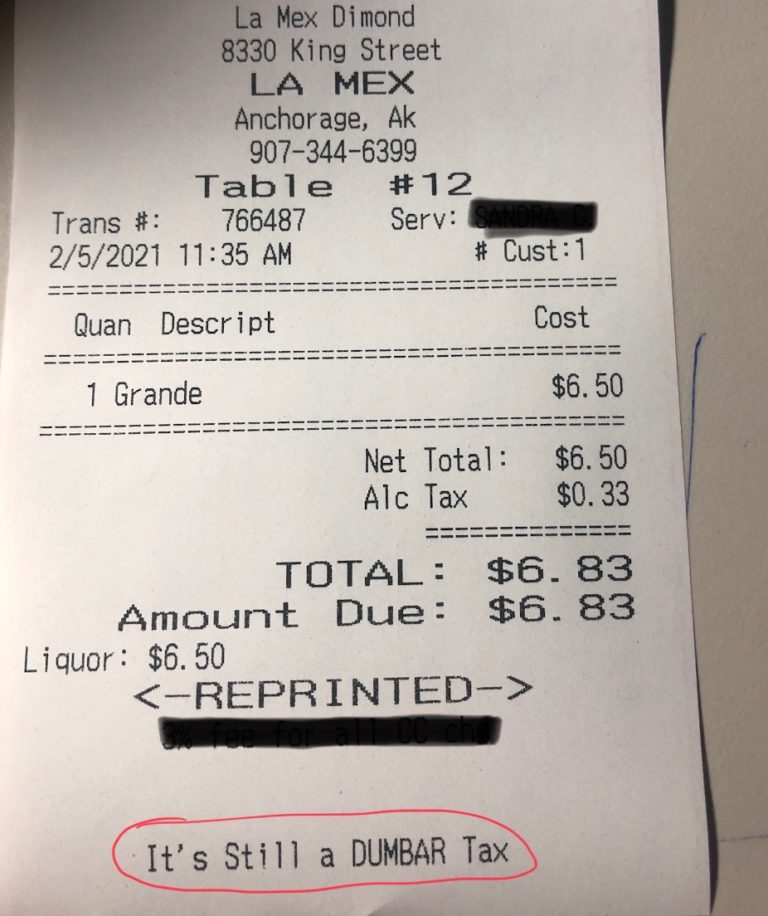 La Mex Dimond
8330 King Street
LA MEX
Anchorage, Ak
907-344-6399
Table #12
Trans #: 766487 Serv:
2/5/2021 11:35 AM # Cust:1
Quan Descript Cost
1 Grande $6.50
Net Total: $6.50
Alc Tax $0.33
TOTAL: $6.83
Amount Due: $6.83
Liquor: $6.50
<-REPRINTED->
It's Still a DUMBAR Tax